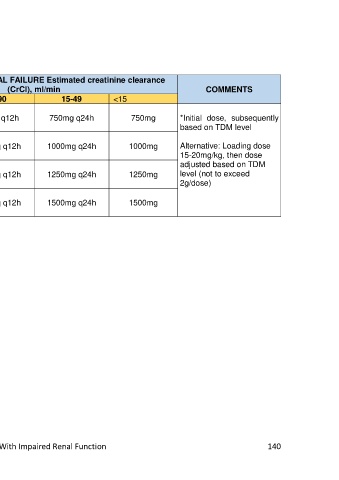 AL FAILURE Estimated creatinine clearance
(CrCl), ml/min
COMMENTS
90 15-49 <15
q12h 750mg q24h 750mg
*Initial dose, subsequently
based on TDM level
q12h 1000mg q24h 1000mg
Alternative: Loading dose
15-20mg/kg, then dose
adjusted based on TDM
level (not to exceed
2g/dose)
q12h 1250mg q24h 1250mg
q12h 1500mg q24h 1500mg
With Impaired Renal Function 140